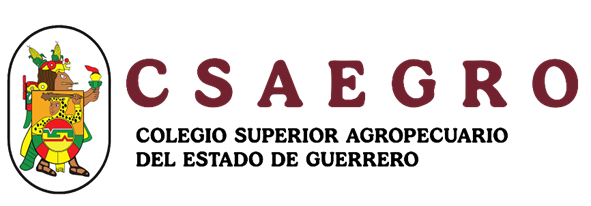 CSAEGRO
COLEGIO SUPERIOR AGROPECUARIO
DEL ESTADO DE GUERRERO